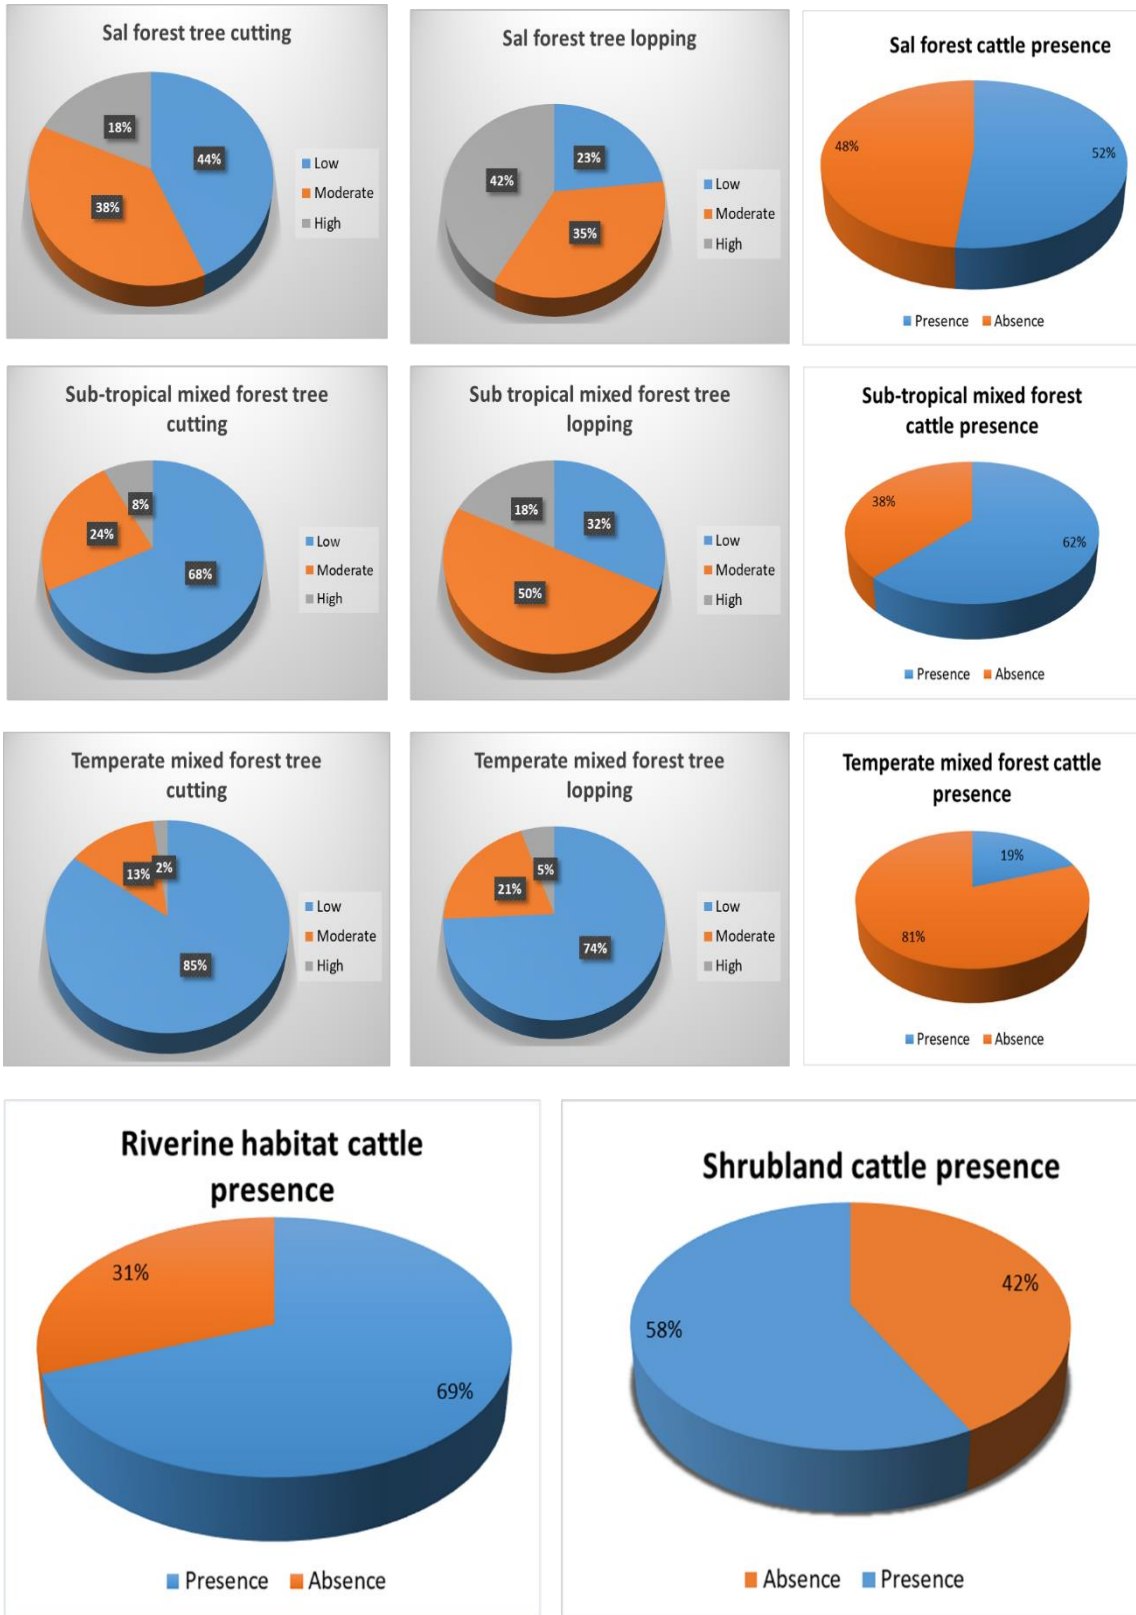 Sal forest tree cutting
18%
44%
38%
Low
Moderate
High
Sal forest tree lopping
23%
42%
35%
Low
Moderate
High
Sal forest cattle presence
48%
52%
Presence Absence
Sub-tropical mixed forest tree
cutting
8%
24%
68%
Low
Moderate
High
Sub tropical mixed forest tree
lopping
18%
32%
50%
Low
Moderate
High
Sub-tropical mixed forest
cattle presence
38%
62%
Presence Absence
Temperate mixed forest tree
cutting
13%
2%
85%
Low
Moderate
High
Temperate mixed forest tree
lopping
5%
21%
74%
Low
Moderate
High
Temperate mixed forest cattle
presence
19%
81%
Presence Absence
Riverine habitat cattle
presence
31%
69%
Presence Absence
Shrubland cattle presence
42%
58%
Absence Presence